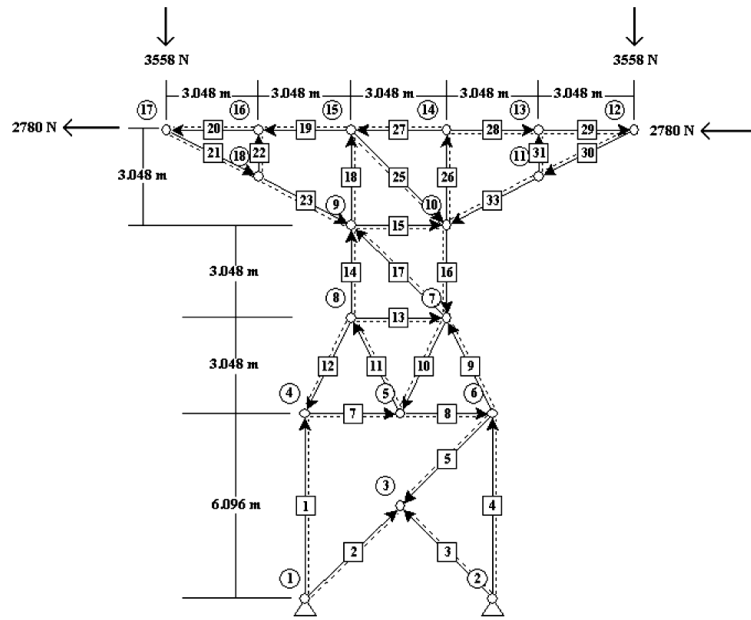 3558 N 3558 N
3.048 m 3.048 m 3.048 m 3.048 m 3.048 m
17 16 15 14 13 12
2780 N 20 19 27 28 29 2780 N
21 18 22 11 31 30
3.048 m 18 25 26
23 9 10 33
15
3.048 m 14 17 16
8 7
13
3.048 m 12 11 10 9
4 5 6
7 8
5
3
6.096 m 1 4
2 3
1 2